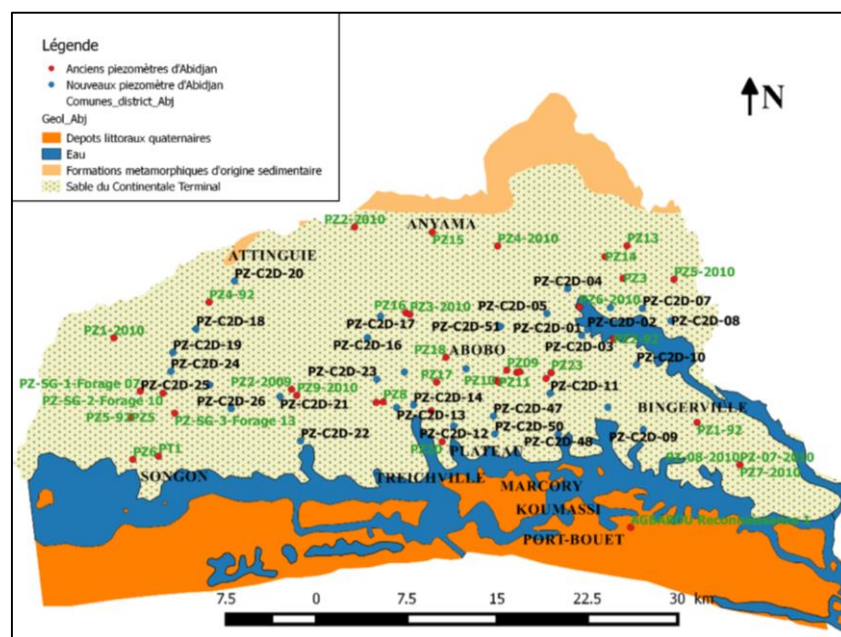 Légende
Anciens piezomètres d'Abidjan
Nouveaux piezomètre d'Abidjan
Comunes_district_Abj
Geol_Abj
Depots littoraux quaternaires
Eau
Formations metamorphiques d'origine sedimentaire
Sable du Continentale Terminal
N
PZ2-2010
ANYAMA
PZ15
PZ4-2010
PZ13
PZ14
ATTINGUIE
PZ-C2D-20
PZ3
PZ5-2010
PZ-C2D-04
PZ4-92
PZ16
PZ3-2010
PZ-C2D-05
PZ6-2010
PZ-C2D-07
PZ-C2D-18
PZ-C2D-17
PZ-C2D-51
PZ-C2D-01
PZ-C2D-02
PZ-C2D-08
PZ1-2010
PZ-C2D-19
PZ-C2D-16
PZ18
ABOBO
PZ-C2D-03
PZ-C2D-10
PZ-C2D-24
PZ-C2D-23
PZ09
PZ23
PZ-SG-1-Forage 07
PZ-C2D-25
PZ2-2009
PZ9-2010
PZ17
PZ11
PZ-C2D-11
PZ-SG-2-Forage 10
PZ-C2D-26
PZ-C2D-21
PZ8
PZ-C2D-14
BINGERVILLE
PZ5-92
PZ5
PZ-SG-3-Forage 13
PZ-C2D-13
PZ-C2D-47
PZ1-92
PZ-C2D-22
PZ-C2D-12
PZ-C2D-50
PZ-C2D-48
PZ-C2D-09
PZ6
PT1
PLATEAU
PZ-08-2010
PZ-07-2010
SONGON
TREICHVILLE
PZ7-2010
MARCORY
KOUMASSI
PORT-BOUET
7.5 0 7.5 15 22.5 30 km